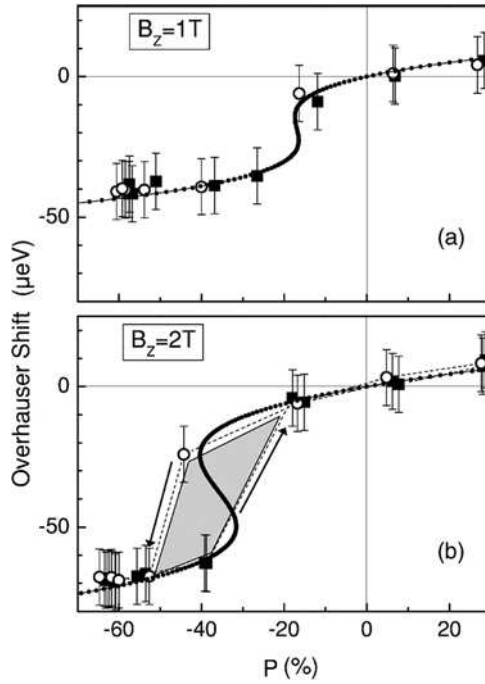 B_z=1T
0
-50
(a)
Overhauser Shift (μeV)
B_z=2T
0
-50
(b)
-60 -40 -20 0 20
P (%)